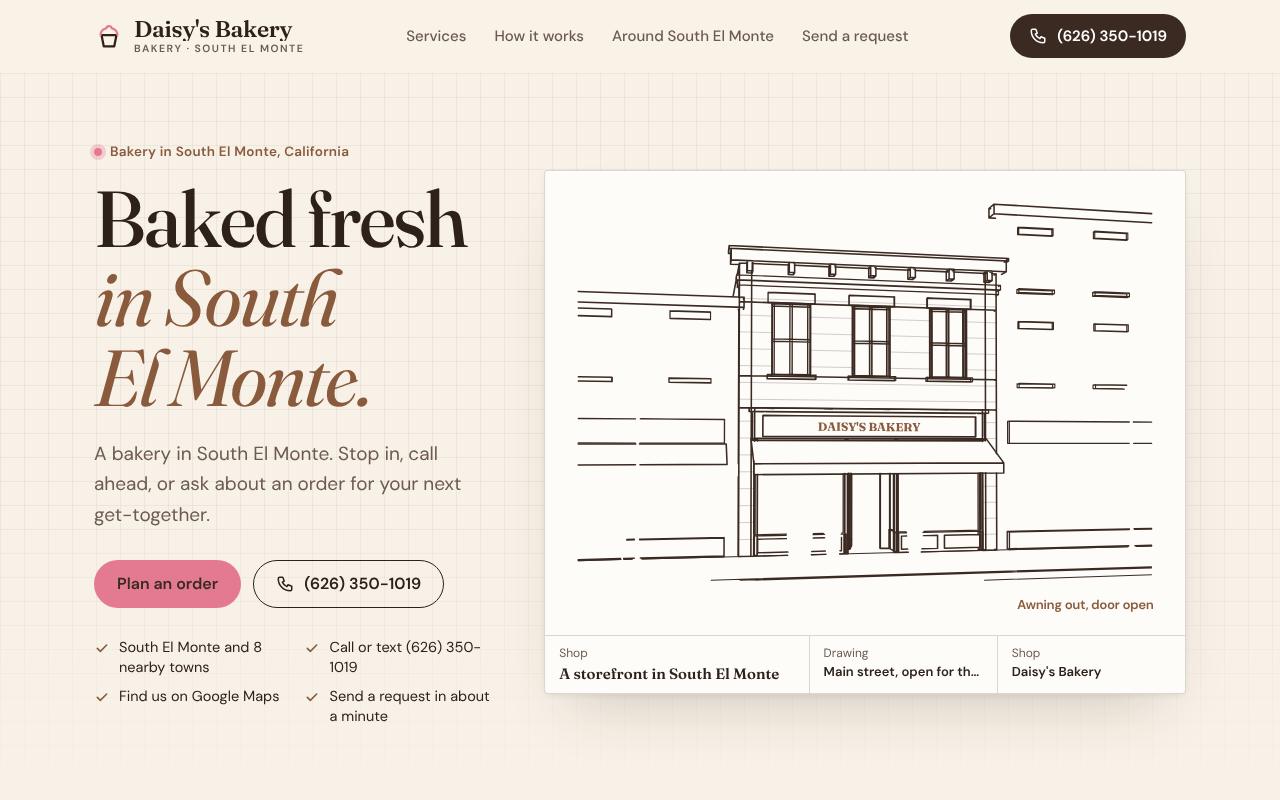 Daisy's Bakery
BAKERY · SOUTH EL MONTE
Services
How it works
Around South El Monte
Send a request
(626) 350-1019
Bakery in South El Monte, California
Baked fresh
in South
El Monte.
A bakery in South El Monte. Stop in, call
ahead, or ask about an order for your next
get-together.
Plan an order
(626) 350-1019
South El Monte and 8
nearby towns
Call or text (626) 350-
1019
Find us on Google Maps
Send a request in about
a minute
DAISY'S BAKERY
Awning out, door open
Shop
A storefront in South El Monte
Drawing
Main street, open for th...
Shop
Daisy's Bakery